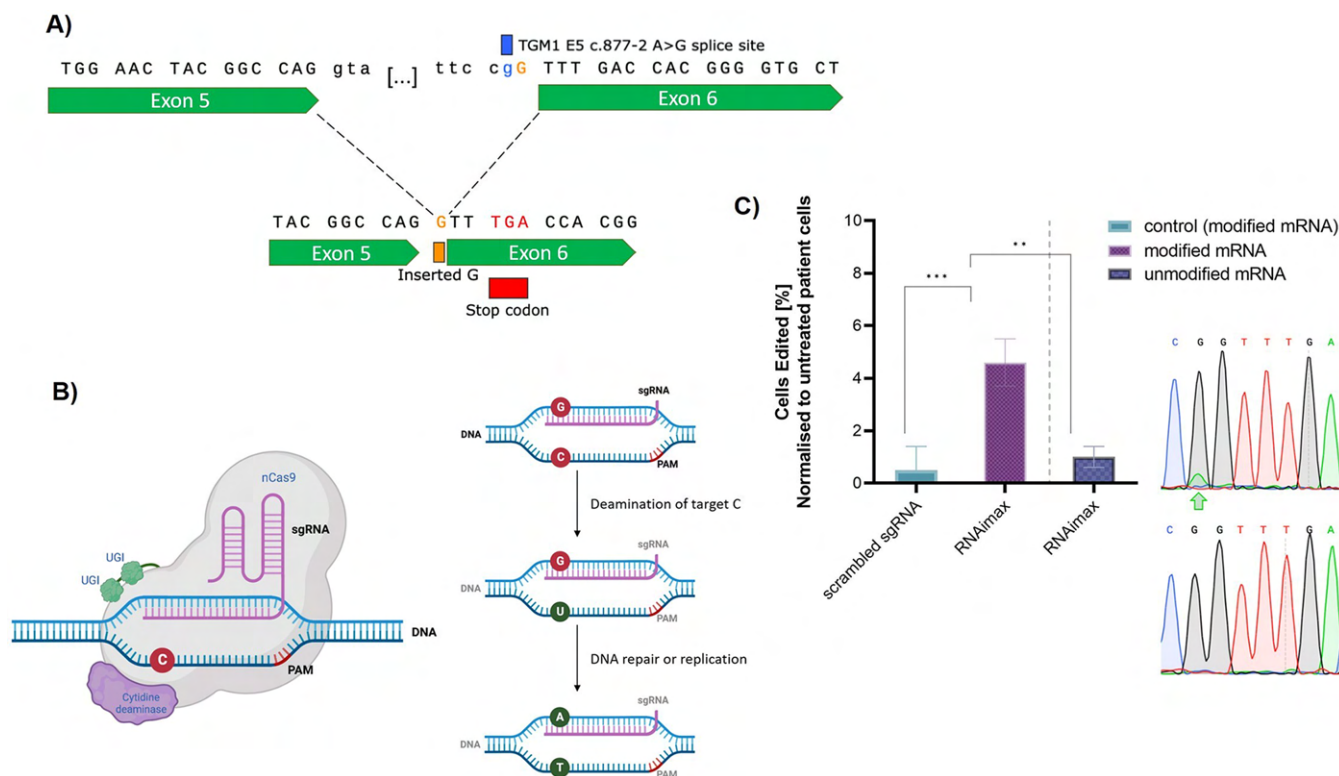 A)
TGM1 E5 c.877-2 A>G splice site
TGG AAC TAC GGC CAG gta [...] ttc cgG TTT GAC CAC GGG GTG CT
Exon 5
Exon 6
TAC GGC CAG GTT TGA CCA CGG
Exon 5
Exon 6
Inserted G
Stop codon
B)
nCas9
sgRNA
UGI
UGI
DNA
C
PAM
Cytidine
deaminase
sgRNA
G
DNA
C
PAM
Deamination of target C
sgRNA
G
DNA
U
PAM
DNA repair or replication
sgRNA
A
DNA
T
PAM
C)
Cells Edited [%]
Normalised to untreated patient cells
10
8
6
4
2
0
***
**
control (modified mRNA)
modified mRNA
unmodified mRNA
scrambled sgRNA
RNAimax
RNAimax
C G G T T T G A
C G G T T T G A